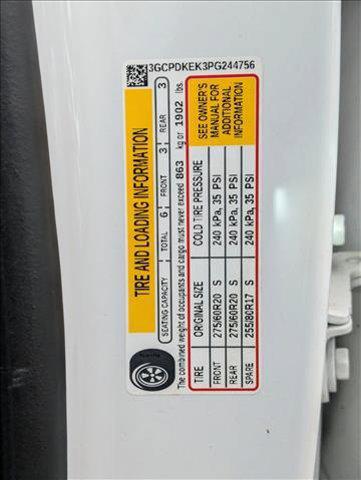 3GCPDKEK3PG244756
TIRE AND LOADING INFORMATION
SEATING CAPACITY TOTAL 6 FRONT 3 REAR 3
The combined weight of occupants and cargo must never exceed 863 kg or 1902 lbs.
TIRE ORIGINAL SIZE COLD TIRE PRESSURE
FRONT 275/60R20 S 240 kPa, 35 PSI
REAR 275/60R20 S 240 kPa, 35 PSI
SPARE 255/80R17 S 240 kPa, 35 PSI
SEE OWNER'S
MANUAL FOR
ADDITIONAL
INFORMATION